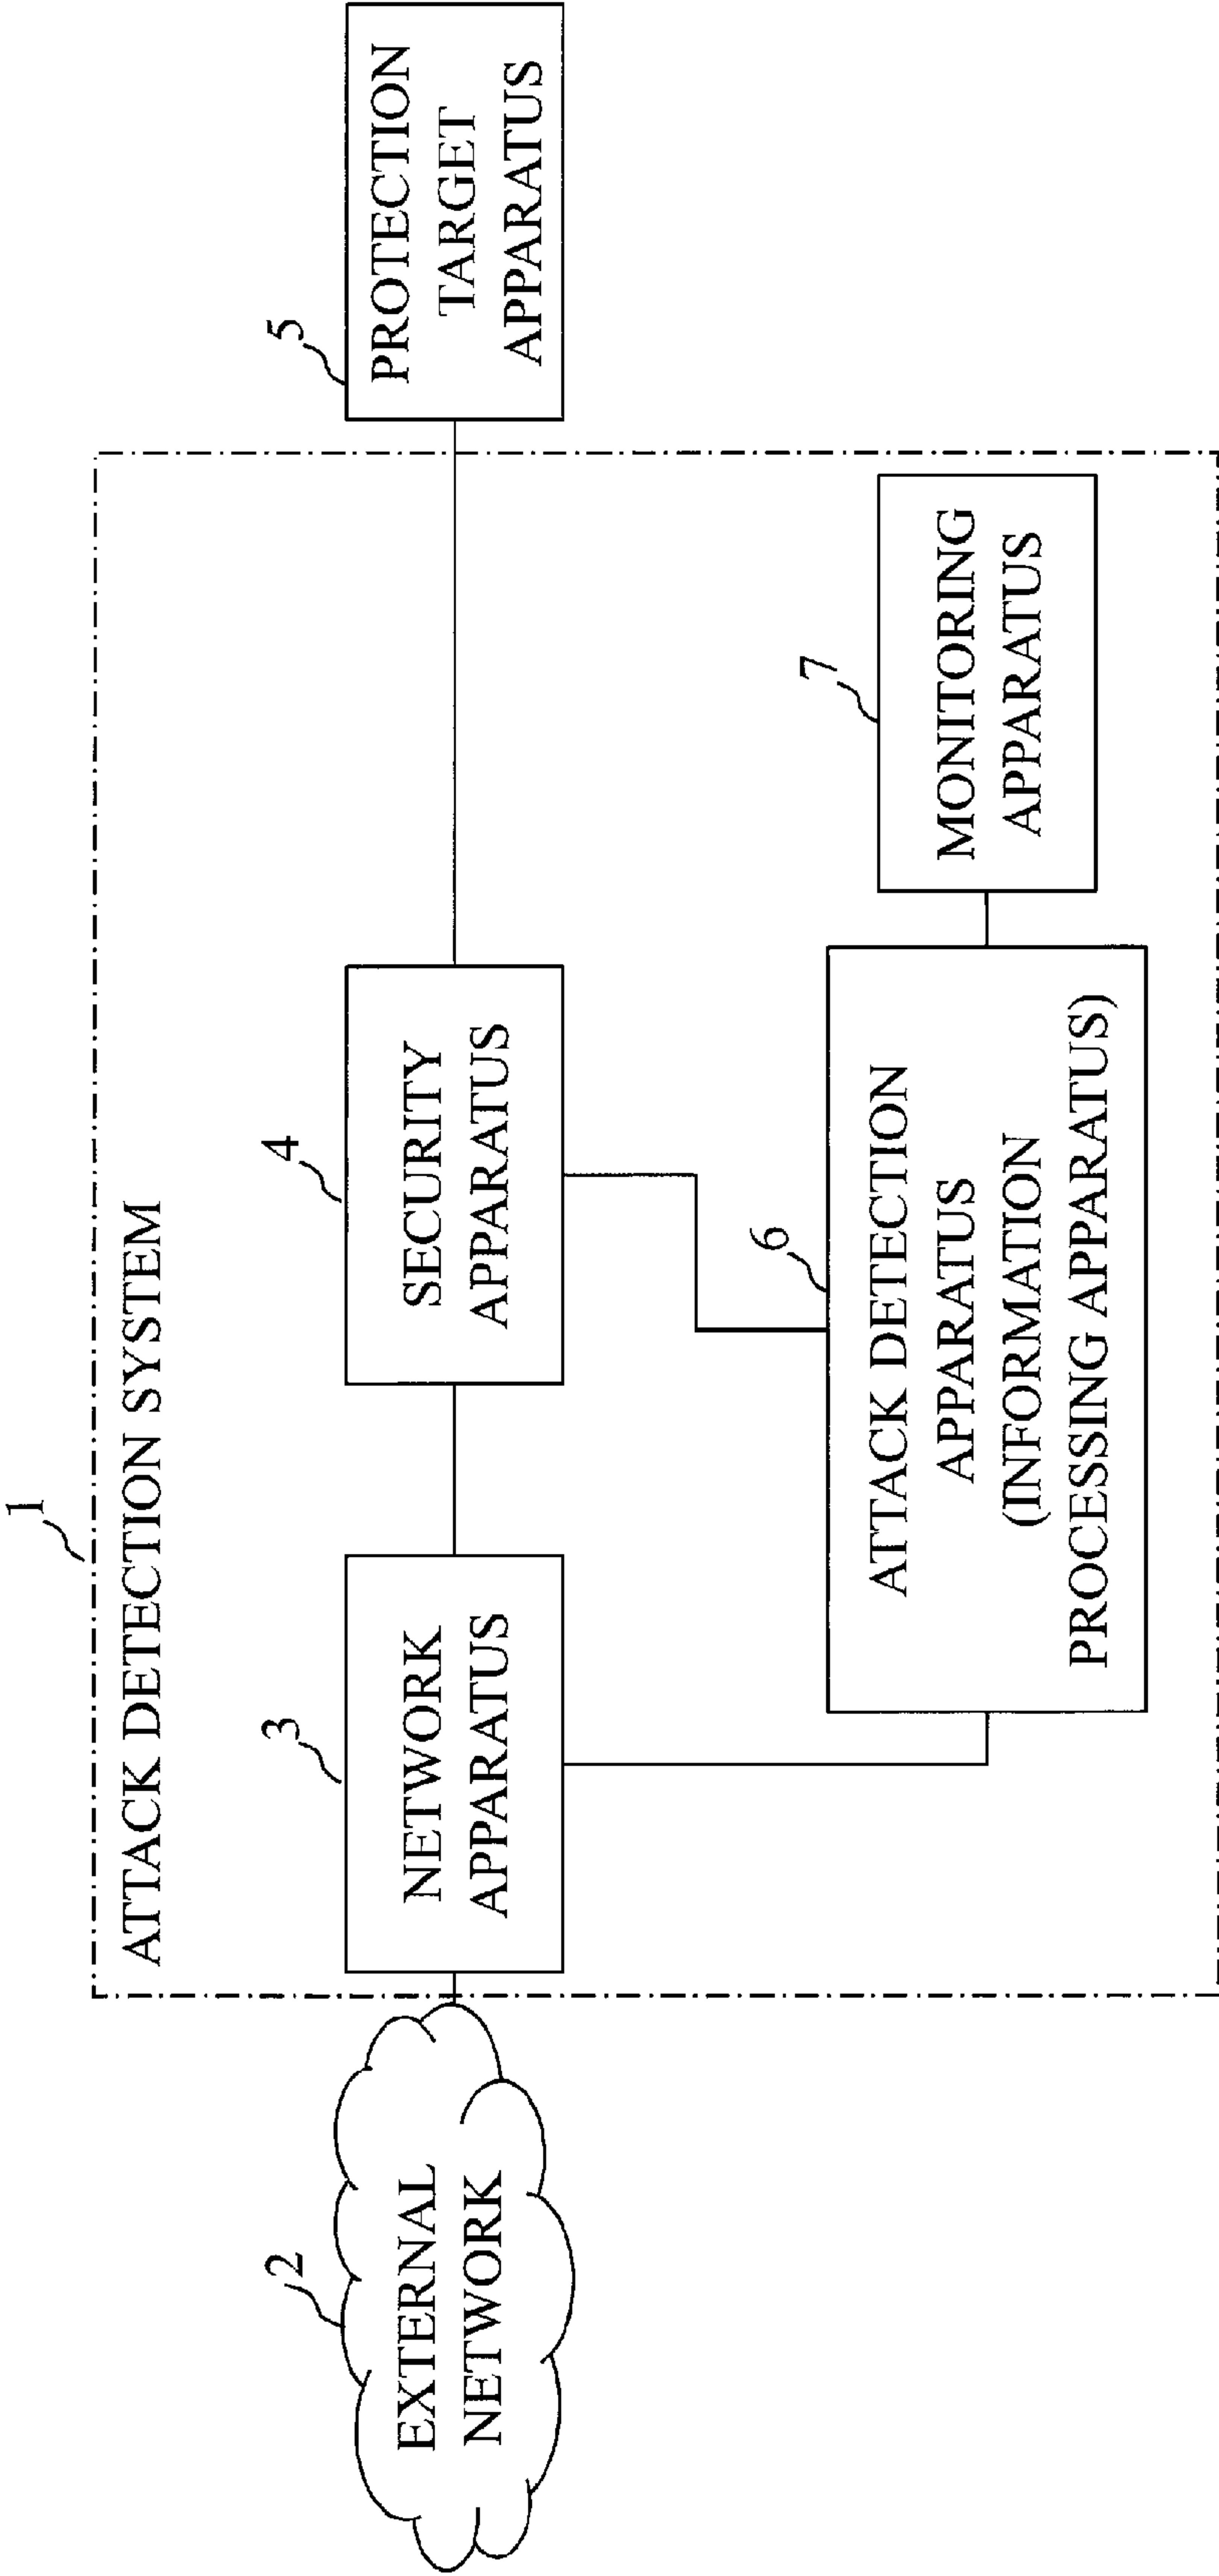 1
ATTACK DETECTION SYSTEM
2
EXTERNAL
NETWORK
3
NETWORK
APPARATUS
4
SECURITY
APPARATUS
5
PROTECTION
TARGET
APPARATUS
6
ATTACK DETECTION
APPARATUS
(INFORMATION
PROCESSING APPARATUS)
7
MONITORING
APPARATUS